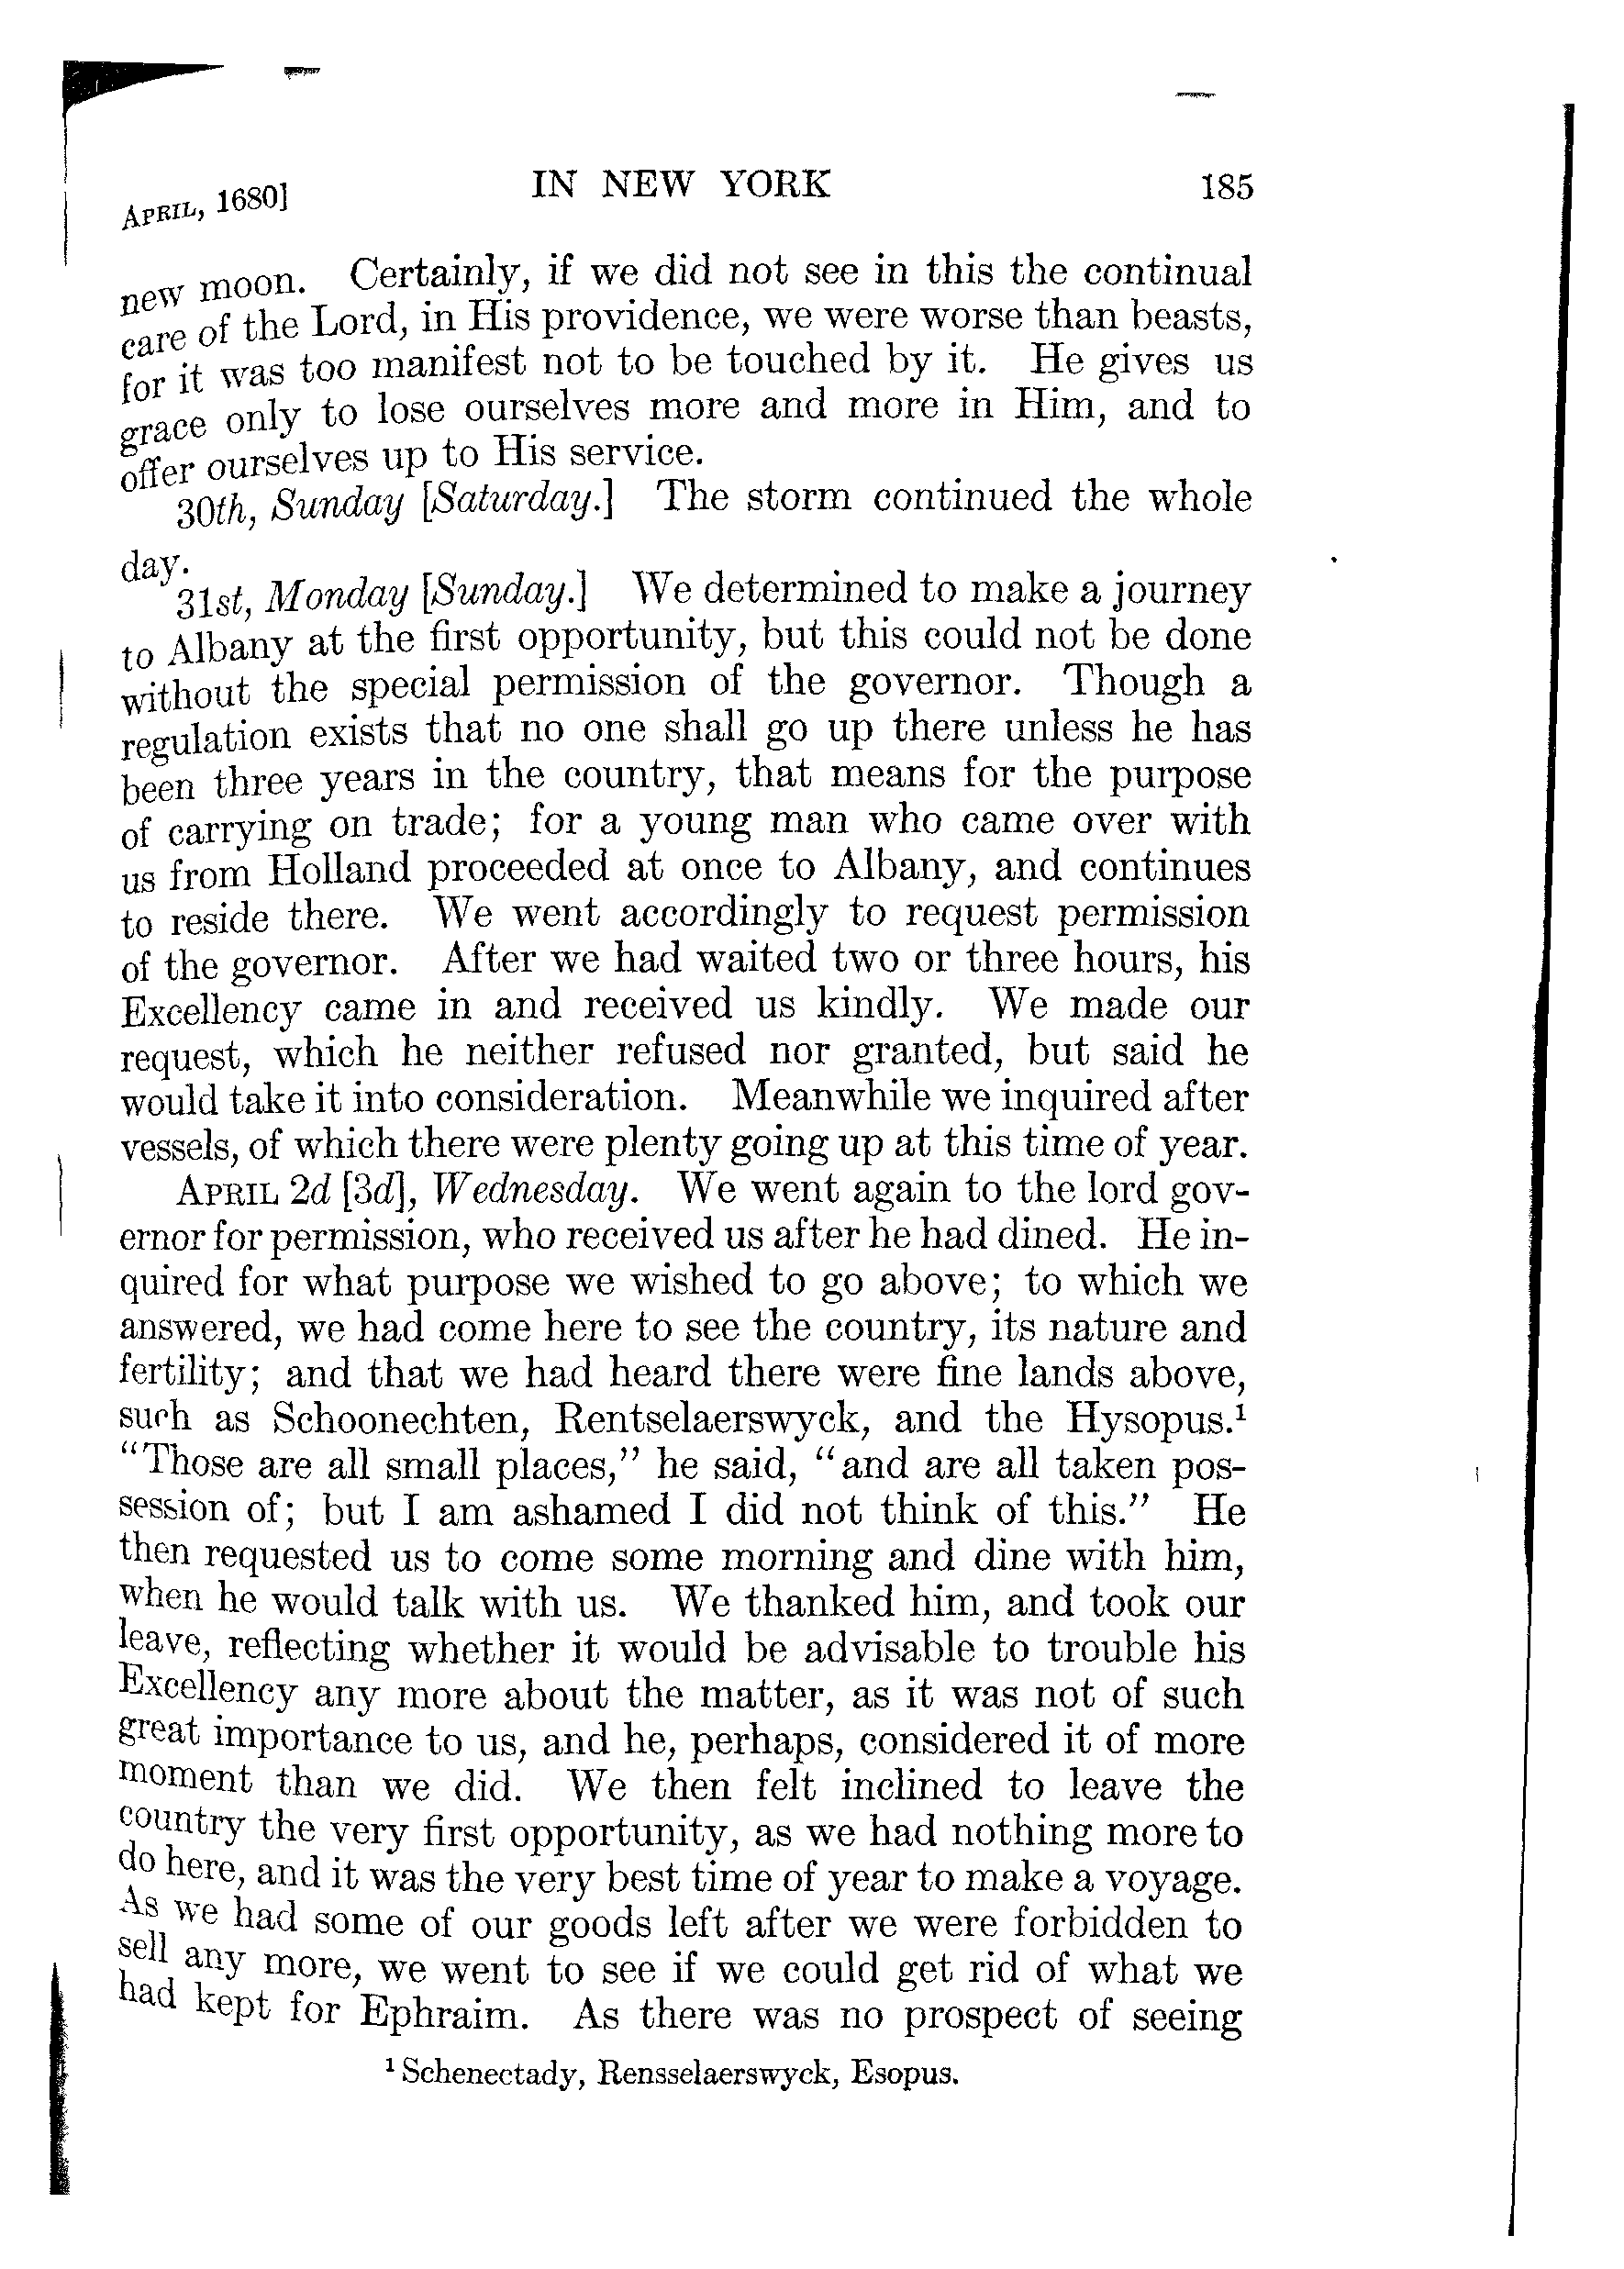 APRIL, 1680] IN NEW YORK 185
new moon. Certainly, if we did not see in this the continual
care of the Lord, in His providence, we were worse than beasts,
for it was too manifest not to be touched by it. He gives us
grace only to lose ourselves more and more in Him, and to
offer ourselves up to His service.
30th, Sunday [Saturday.] The storm continued the whole
day.
31st, Monday [Sunday.] We determined to make a journey
to Albany at the first opportunity, but this could not be done
without the special permission of the governor. Though a
regulation exists that no one shall go up there unless he has
been three years in the country, that means for the purpose
of carrying on trade; for a young man who came over with
us from Holland proceeded at once to Albany, and continues
to reside there. We went accordingly to request permission
of the governor. After we had waited two or three hours, his
Excellency came in and received us kindly. We made our
request, which he neither refused nor granted, but said he
would take it into consideration. Meanwhile we inquired after
vessels, of which there were plenty going up at this time of year.
APRIL 2d [3d], Wednesday. We went again to the lord gov-
ernor for permission, who received us after he had dined. He in-
quired for what purpose we wished to go above; to which we
answered, we had come here to see the country, its nature and
fertility; and that we had heard there were fine lands above,
such as Schoonechten, Rentselaerswyck, and the Hysopus.¹
"Those are all small places," he said, "and are all taken pos-
session of; but I am ashamed I did not think of this." He
then requested us to come some morning and dine with him,
when he would talk with us. We thanked him, and took our
leave, reflecting whether it would be advisable to trouble his
Excellency any more about the matter, as it was not of such
great importance to us, and he, perhaps, considered it of more
moment than we did. We then felt inclined to leave the
country the very first opportunity, as we had nothing more to
do here, and it was the very best time of year to make a voyage.
As we had some of our goods left after we were forbidden to
sell any more, we went to see if we could get rid of what we
had kept for Ephraim. As there was no prospect of seeing
¹ Schenectady, Rensselaerswyck, Esopus.